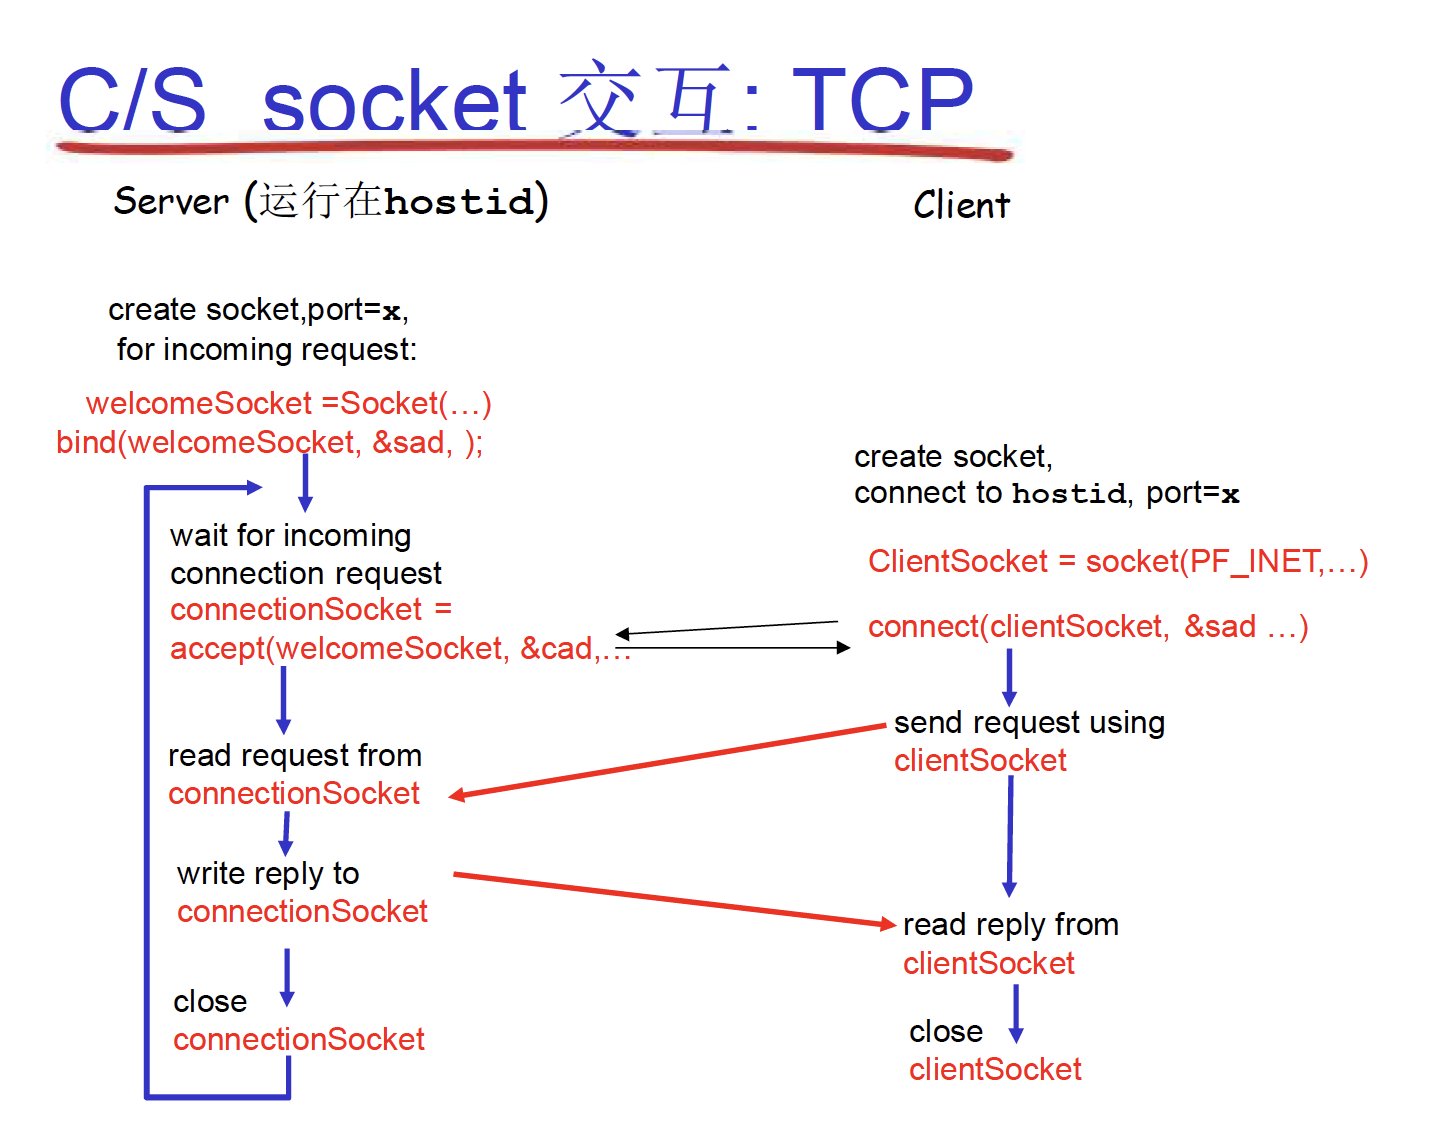 C/S socket 交互: TCP
Server (运行在hostid)
Client
create socket,port=x,
for incoming request:
welcomeSocket =Socket(…)
bind(welcomeSocket, &sad, );
wait for incoming
connection request
connectionSocket =
accept(welcomeSocket, &cad,…
read request from
connectionSocket
write reply to
connectionSocket
close
connectionSocket
create socket,
connect to hostid, port=x
ClientSocket = socket(PF_INET,…)
connect(clientSocket, &sad …)
send request using
clientSocket
read reply from
clientSocket
close
clientSocket